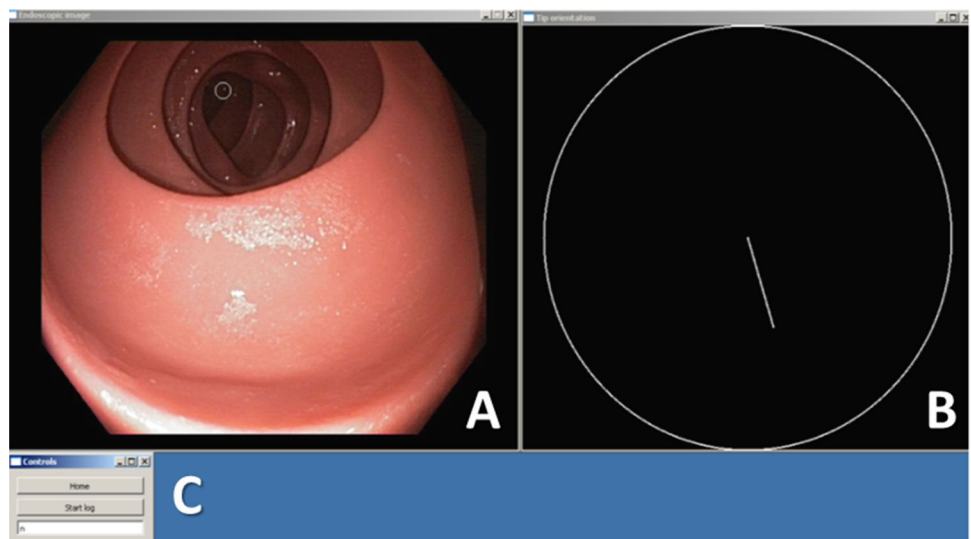 Endoscopic image
Tip orientation
A
B
Controls
Home
Start log
n
C